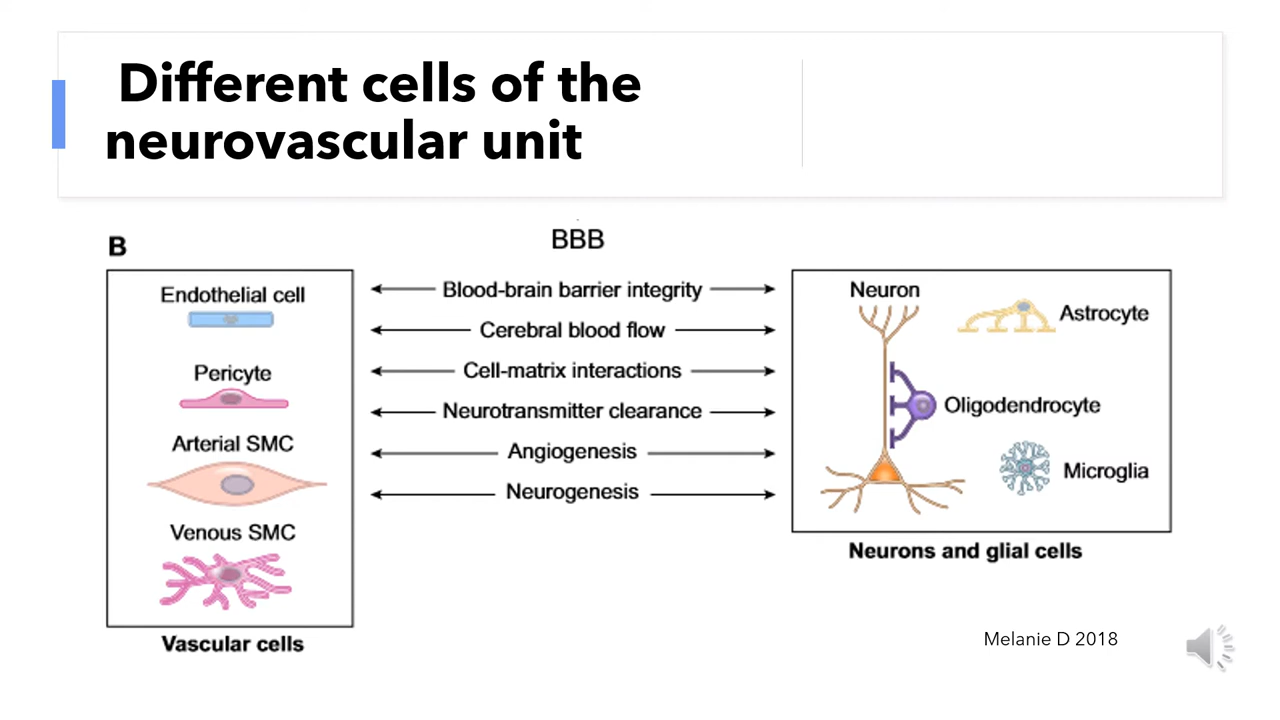 Different cells of the
neurovascular unit
B
BBB
Endothelial cell
Pericyte
Arterial SMC
Venous SMC
Vascular cells
Blood-brain barrier integrity
Cerebral blood flow
Cell-matrix interactions
Neurotransmitter clearance
Angiogenesis
Neurogenesis
Neuron
Astrocyte
Oligodendrocyte
Microglia
Neurons and glial cells
Melanie D 2018